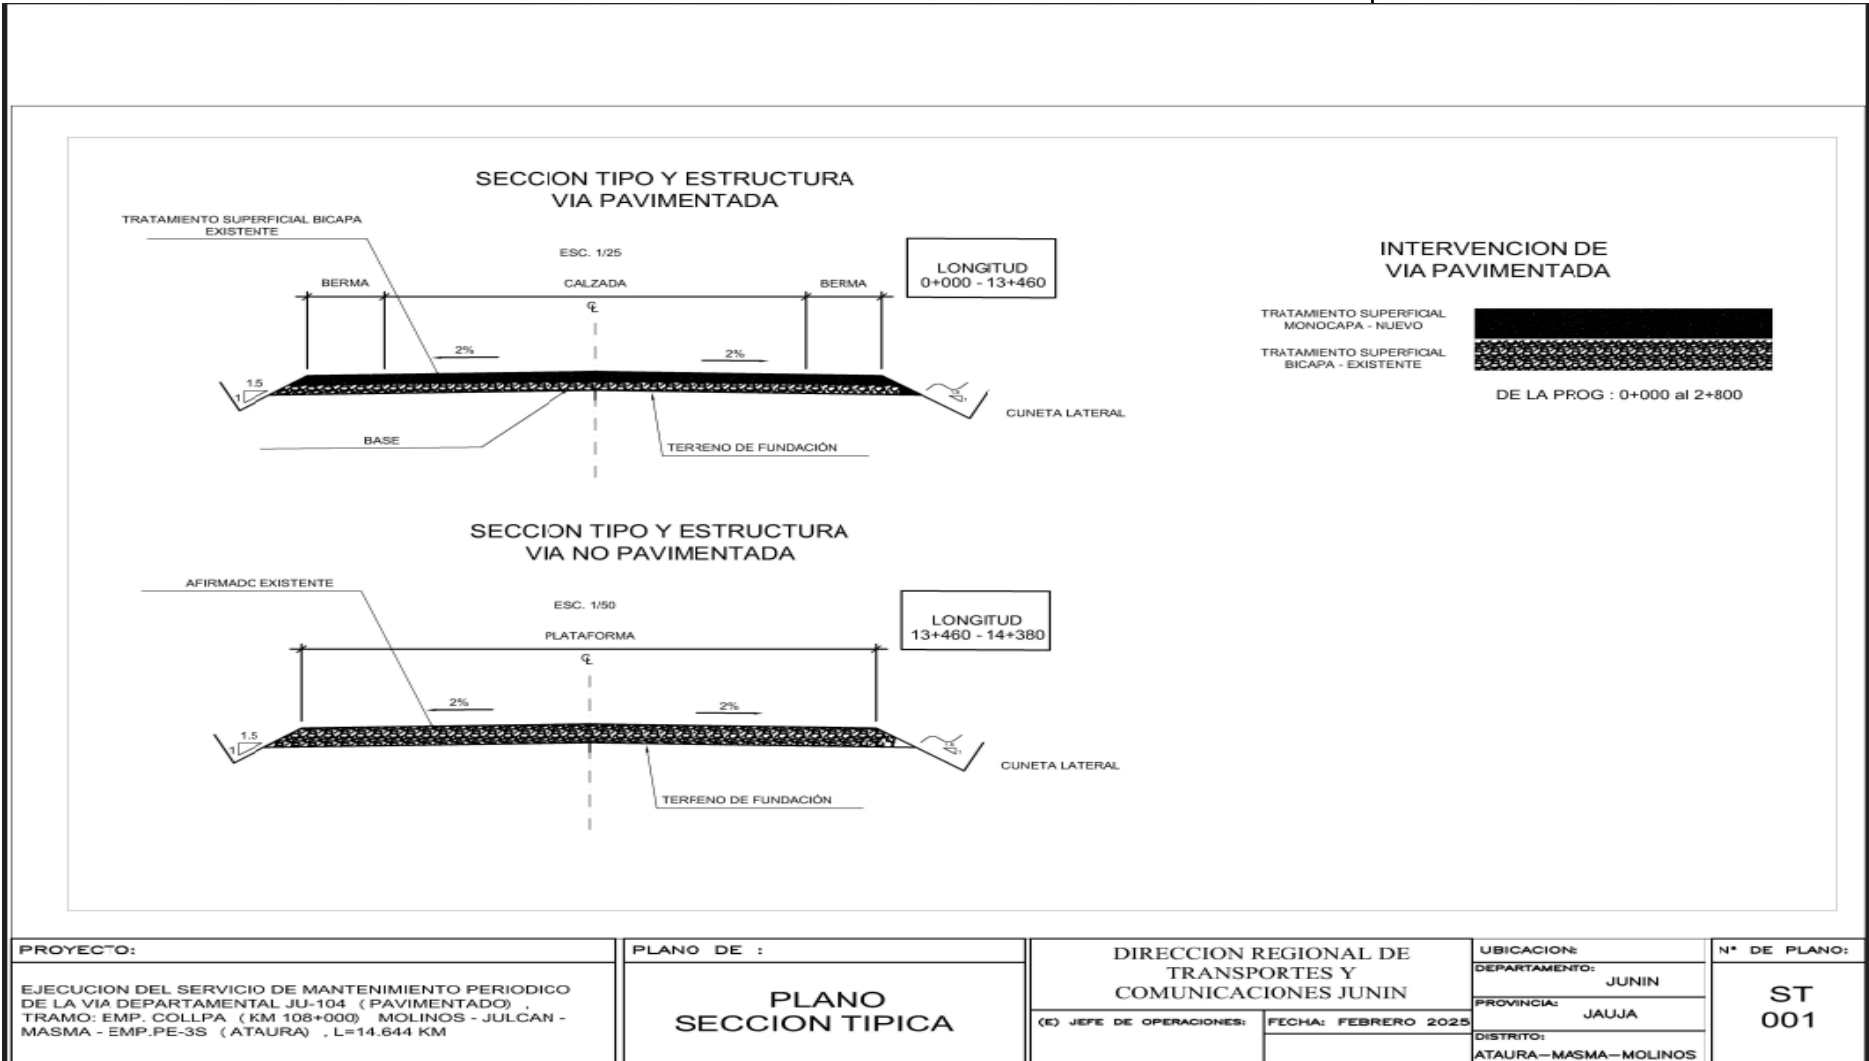 SECCION TIPO Y ESTRUCTURA
VIA PAVIMENTADA
TRATAMIENTO SUPERFICIAL BICAPA
EXISTENTE
ESC. 1/25
LONGITUD
0+000 - 13+460
BERMA
CALZADA
BERMA
2%
2%
1.5
1
CUNETA LATERAL
BASE
TERRENO DE FUNDACIÓN
INTERVENCION DE
VIA PAVIMENTADA
TRATAMIENTO SUPERFICIAL
MONOCAPA - NUEVO
TRATAMIENTO SUPERFICIAL
BICAPA - EXISTENTE
DE LA PROG : 0+000 al 2+800
SECCION TIPO Y ESTRUCTURA
VIA NO PAVIMENTADA
AFIRMADO EXISTENTE
ESC. 1/50
LONGITUD
13+460 - 14+380
PLATAFORMA
2%
2%
1.5
1
CUNETA LATERAL
TERRENO DE FUNDACIÓN
PROYECTO:
EJECUCION DEL SERVICIO DE MANTENIMIENTO PERIODICO
DE LA VIA DEPARTAMENTAL JU-104 ( PAVIMENTADO) ,
TRAMO: EMP. COLLPA ( KM 108+000) MOLINOS - JULCAN -
MASMA - EMP.PE-3S ( ATAURA) , L=14.644 KM
PLANO DE :
PLANO
SECCION TIPICA
DIRECCION REGIONAL DE
TRANSPORTES Y
COMUNICACIONES JUNIN
(E) JEFE DE OPERACIONES:
FECHA: FEBRERO 2025
UBICACION:
DEPARTAMENTO:
JUNIN
PROVINCIA:
JAUJA
DISTRITO:
ATAURA-MASMA-MOLINOS
N° DE PLANO:
ST
001